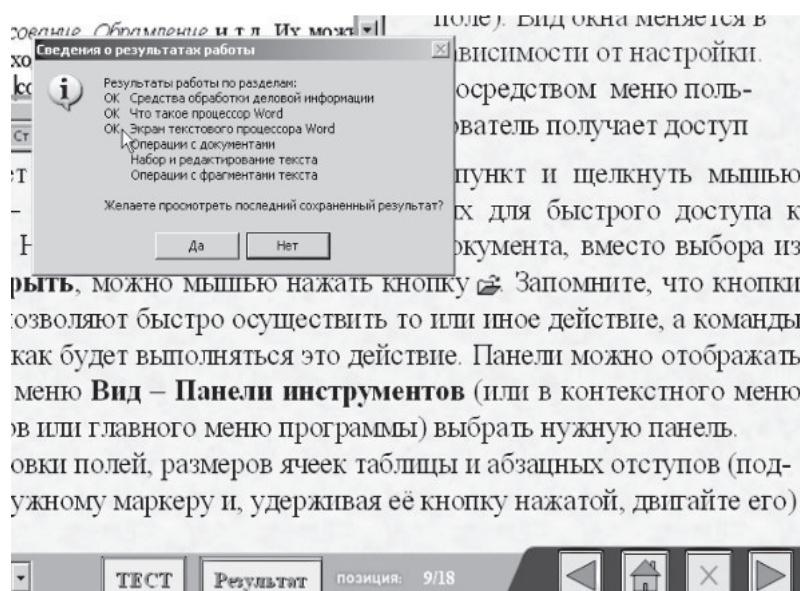 сование, Обрамление и т.д. Их можн
поле). Вид окна меняется в
ависимости от настройки.
осредством меню поль-
ователь получает доступ
Сведения о результатах работы
Результаты работы по разделам:
ОК Средства обработки деловой информации
ОК Что такое процессор Word
ОК Экран текстового процессора Word
Операции с документами
Набор и редактирование текста
Операции с фрагментами текста
Желаете просмотреть последний сохраненный результат?
Да Нет
Ст
пункт и щелкнуть мышью
х для быстрого доступа к
окумента, вместо выбора из
рыть, можно мышью нажать кнопку Запомните, что кнопки
озволяют быстро осуществить то или иное действие, а команды
как будет выполняться это действие. Панели можно отображать
меню Вид – Панели инструментов (или в контекстного меню
ов или главного меню программы) выбрать нужную панель.
овки полей, размеров ячеек таблицы и абзацных отступов (под-
ужному маркеру и, удерживая её кнопку нажатой, двигайте его)
ТЕСТ Результат позиция: 9/18